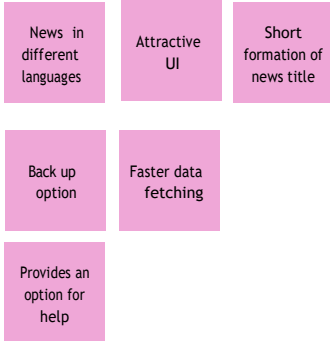 News in
different
languages
Attractive
UI
Short
formation of
news title
Back up
option
Faster data
fetching
Provides an
option for
help